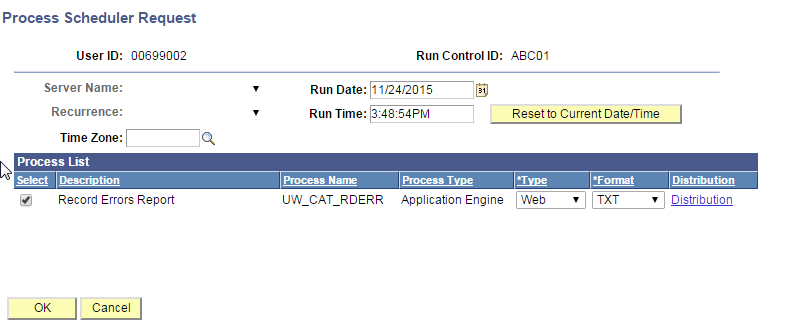 Process Scheduler Request
User ID: 00699002 Run Control ID: ABC01
Server Name: Run Date: 11/24/2015 31
Recurrence: Run Time: 3:48:54PM Reset to Current Date/Time
Time Zone:
Process List
Select Description Process Name Process Type *Type *Format Distribution
Record Errors Report UW_CAT_RDERR Application Engine Web TXT Distribution
OK Cancel